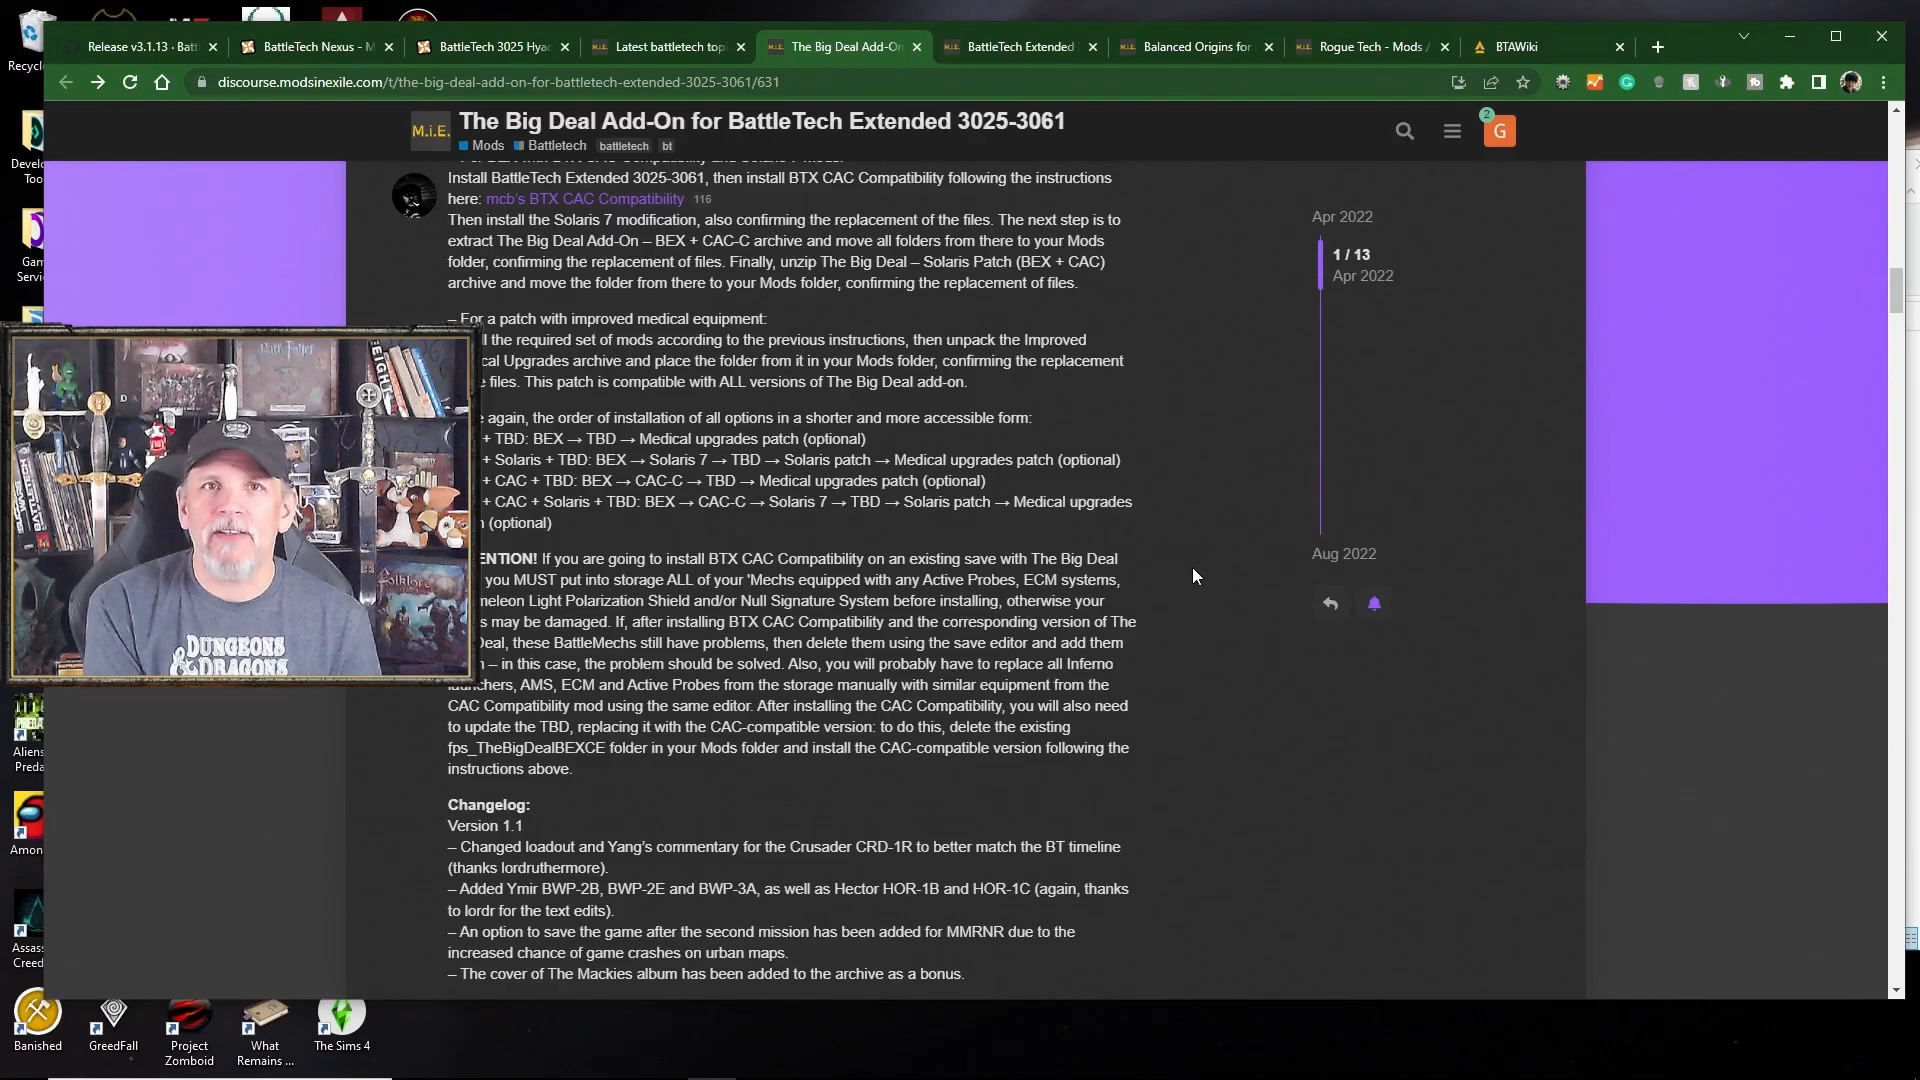 Release v3.1.13 · Batt
BattleTech Nexus - M
BattleTech 3025 Hyac
Latest battletech topi
The Big Deal Add-On
BattleTech Extended
Balanced Origins for
Rogue Tech - Mods /
BTAWiki
discourse.modsinexile.com/t/the-big-deal-add-on-for-battletech-extended-3025-3061/631
M.i.E.
The Big Deal Add-On for BattleTech Extended 3025-3061
Mods Battletech battletech bt
2
G
Install BattleTech Extended 3025-3061, then install BTX CAC Compatibility following the instructions
here: mcb's BTX CAC Compatibility 116
Then install the Solaris 7 modification, also confirming the replacement of the files. The next step is to
extract The Big Deal Add-On – BEX + CAC-C archive and move all folders from there to your Mods
folder, confirming the replacement of files. Finally, unzip The Big Deal – Solaris Patch (BEX + CAC)
archive and move the folder from there to your Mods folder, confirming the replacement of files.
– For a patch with improved medical equipment:
ll the required set of mods according to the previous instructions, then unpack the Improved
cal Upgrades archive and place the folder from it in your Mods folder, confirming the replacement
e files. This patch is compatible with ALL versions of The Big Deal add-on.
e again, the order of installation of all options in a shorter and more accessible form:
+ TBD: BEX → TBD → Medical upgrades patch (optional)
+ Solaris + TBD: BEX → Solaris 7 → TBD → Solaris patch → Medical upgrades patch (optional)
+ CAC + TBD: BEX → CAC-C → TBD → Medical upgrades patch (optional)
+ CAC + Solaris + TBD: BEX → CAC-C → Solaris 7 → TBD → Solaris patch → Medical upgrades
(optional)
ENTION! If you are going to install BTX CAC Compatibility on an existing save with The Big Deal
you MUST put into storage ALL of your 'Mechs equipped with any Active Probes, ECM systems,
meleon Light Polarization Shield and/or Null Signature System before installing, otherwise your
s may be damaged. If, after installing BTX CAC Compatibility and the corresponding version of The
Deal, these BattleMechs still have problems, then delete them using the save editor and add them
– in this case, the problem should be solved. Also, you will probably have to replace all Inferno
launchers, AMS, ECM and Active Probes from the storage manually with similar equipment from the
CAC Compatibility mod using the same editor. After installing the CAC Compatibility, you will also need
to update the TBD, replacing it with the CAC-compatible version: to do this, delete the existing
fps_TheBigDealBEXCE folder in your Mods folder and install the CAC-compatible version following the
instructions above.
Changelog:
Version 1.1
– Changed loadout and Yang's commentary for the Crusader CRD-1R to better match the BT timeline
(thanks lordruthermore).
– Added Ymir BWP-2B, BWP-2E and BWP-3A, as well as Hector HOR-1B and HOR-1C (again, thanks
to lordr for the text edits).
– An option to save the game after the second mission has been added for MMRNR due to the
increased chance of game crashes on urban maps.
– The cover of The Mackies album has been added to the archive as a bonus.
Apr 2022
1 / 13
Apr 2022
Aug 2022
Recycle
Develop
Too
Gam
Servic
Aliens
Preda
Amon
Assass
Creed
Banished
GreedFall
Project
Zomboid
What
Remains ...
The Sims 4
EIGHT
BATTLETECH
Folklore
DUNGEONS
& DRAGONS